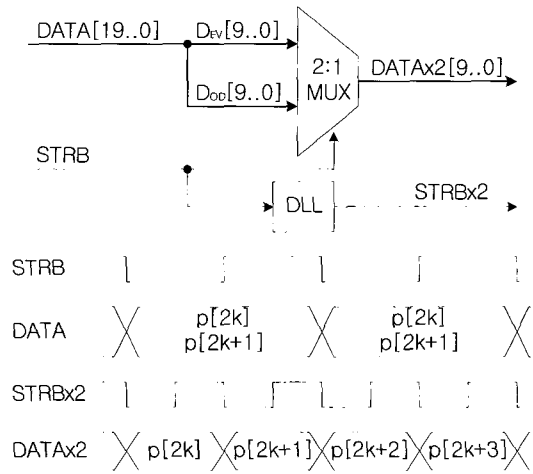 DATA[19..0]
DEV[9..0]
2:1
MUX
DATAx2[9..0]
DOD[9..0]
STRB
DLL
STRBx2
STRB
DATA
p[2k]
p[2k+1]
p[2k]
p[2k+1]
STRBx2
DATAx2
p[2k]
p[2k+1]
p[2k+2]
p[2k+3]